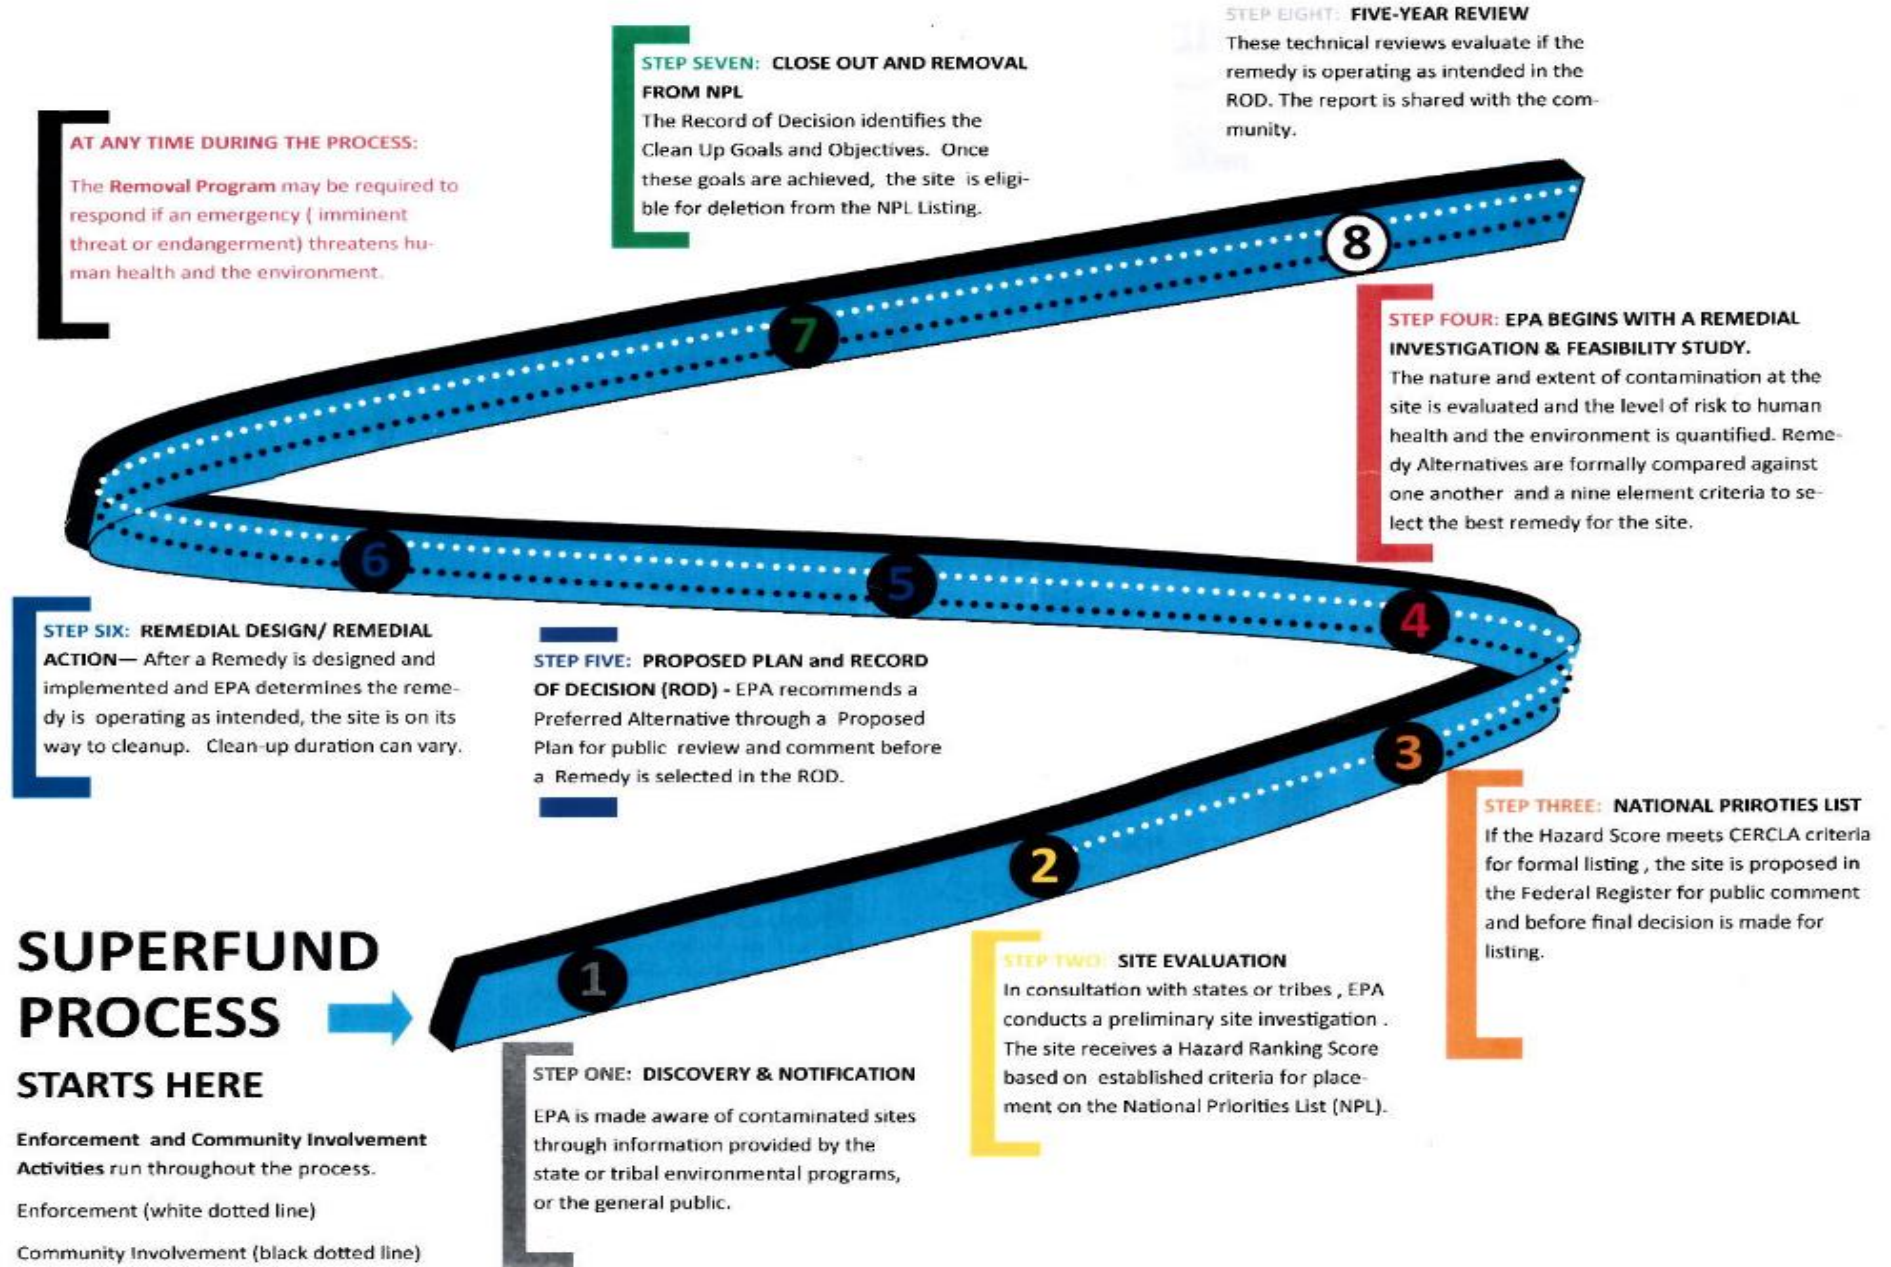 SUPERFUND
PROCESS
STARTS HERE
Enforcement and Community Involvement
Activities run throughout the process.
Enforcement (white dotted line)
Community Involvement (black dotted line)
AT ANY TIME DURING THE PROCESS:
The Removal Program may be required to
respond if an emergency ( imminent
threat or endangerment) threatens hu-
man health and the environment.
1
STEP ONE: DISCOVERY & NOTIFICATION
EPA is made aware of contaminated sites
through information provided by the
state or tribal environmental programs,
or the general public.
2
STEP TWO: SITE EVALUATION
In consultation with states or tribes , EPA
conducts a preliminary site investigation .
The site receives a Hazard Ranking Score
based on established criteria for place-
ment on the National Priorities List (NPL).
3
STEP THREE: NATIONAL PRIROTIES LIST
If the Hazard Score meets CERCLA criteria
for formal listing , the site is proposed in
the Federal Register for public comment
and before final decision is made for
listing.
4
STEP FOUR: EPA BEGINS WITH A REMEDIAL
INVESTIGATION & FEASIBILITY STUDY.
The nature and extent of contamination at the
site is evaluated and the level of risk to human
health and the environment is quantified. Reme-
dy Alternatives are formally compared against
one another and a nine element criteria to se-
lect the best remedy for the site.
5
STEP FIVE: PROPOSED PLAN and RECORD
OF DECISION (ROD) - EPA recommends a
Preferred Alternative through a Proposed
Plan for public review and comment before
a Remedy is selected in the ROD.
6
STEP SIX: REMEDIAL DESIGN/ REMEDIAL
ACTION— After a Remedy is designed and
implemented and EPA determines the reme-
dy is operating as intended, the site is on its
way to cleanup. Clean-up duration can vary.
7
STEP SEVEN: CLOSE OUT AND REMOVAL
FROM NPL
The Record of Decision identifies the
Clean Up Goals and Objectives. Once
these goals are achieved, the site is eligi-
ble for deletion from the NPL Listing.
8
STEP EIGHT: FIVE-YEAR REVIEW
These technical reviews evaluate if the
remedy is operating as intended in the
ROD. The report is shared with the com-
munity.